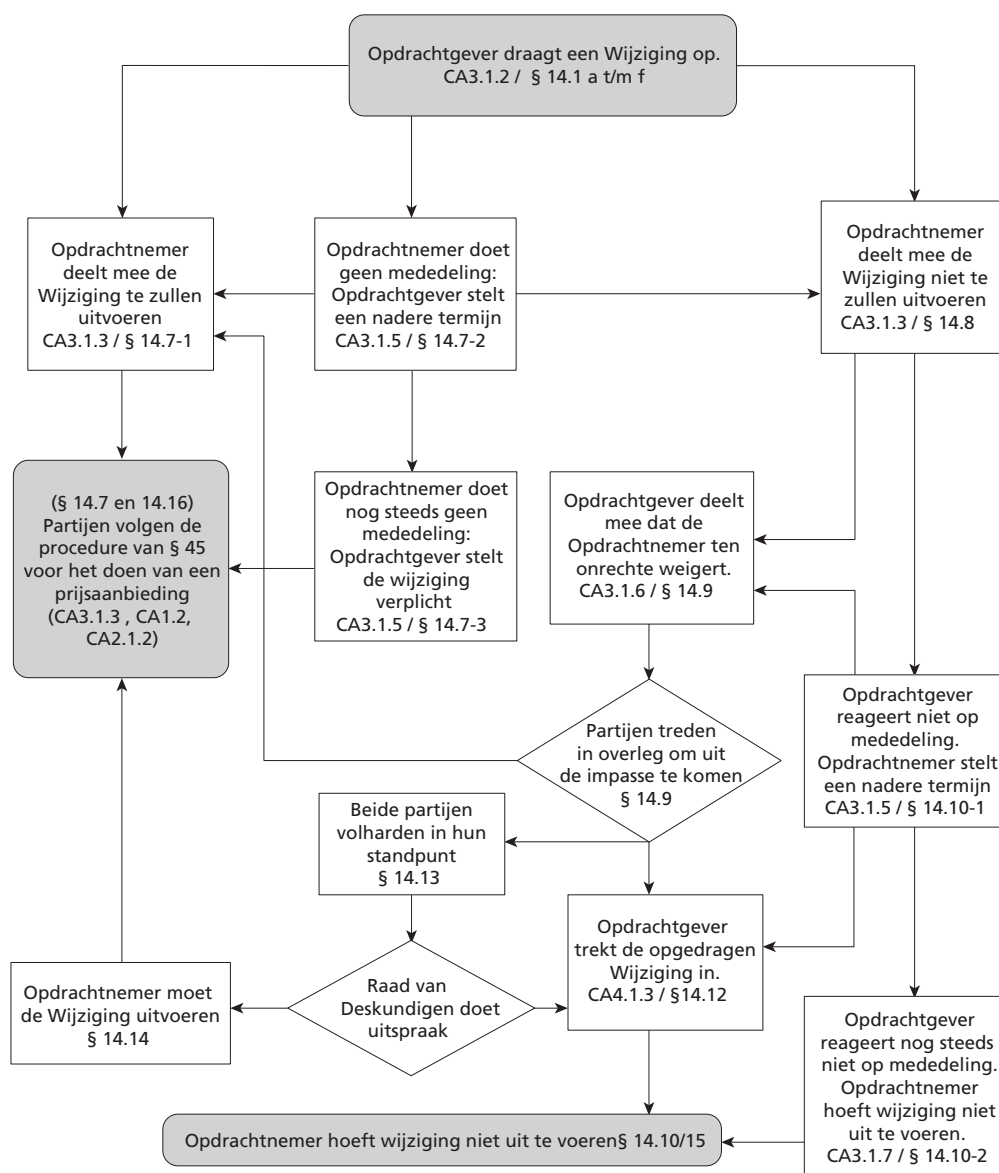 Opdrachtgever draagt een Wijziging op.
CA3.1.2 / § 14.1 a t/m f
Opdrachtnemer
deelt mee de
Wijziging te zullen
uitvoeren
CA3.1.3 / § 14.7-1
Opdrachtnemer doet
geen mededeling:
Opdrachtgever stelt
een nadere termijn
CA3.1.5 / § 14.7-2
Opdrachtnemer
deelt mee de
Wijziging niet te
zullen uitvoeren
CA3.1.3 / § 14.8
(§ 14.7 en 14.16)
Partijen volgen de
procedure van § 45
voor het doen van een
prijsaanbieding
(CA3.1.3 , CA1.2,
CA2.1.2)
Opdrachtnemer doet
nog steeds geen
mededeling:
Opdrachtgever stelt
de wijziging
verplicht
CA3.1.5 / § 14.7-3
Opdrachtgever deelt
mee dat de
Opdrachtnemer ten
onrechte weigert.
CA3.1.6 / § 14.9
Partijen treden
in overleg om uit
de impasse te komen
§ 14.9
Opdrachtgever
reageert niet op
mededeling.
Opdrachtnemer stelt
een nadere termijn
CA3.1.5 / § 14.10-1
Beide partijen
volharden in hun
standpunt
§ 14.13
Opdrachtgever
trekt de opgedragen
Wijziging in.
CA4.1.3 / §14.12
Opdrachtnemer moet
de Wijziging uitvoeren
§ 14.14
Raad van
Deskundigen doet
uitspraak
Opdrachtgever
reageert nog steeds
niet op mededeling.
Opdrachtnemer
hoeft wijziging niet
uit te voeren.
CA3.1.7 / § 14.10-2
Opdrachtnemer hoeft wijziging niet uit te voeren§ 14.10/15